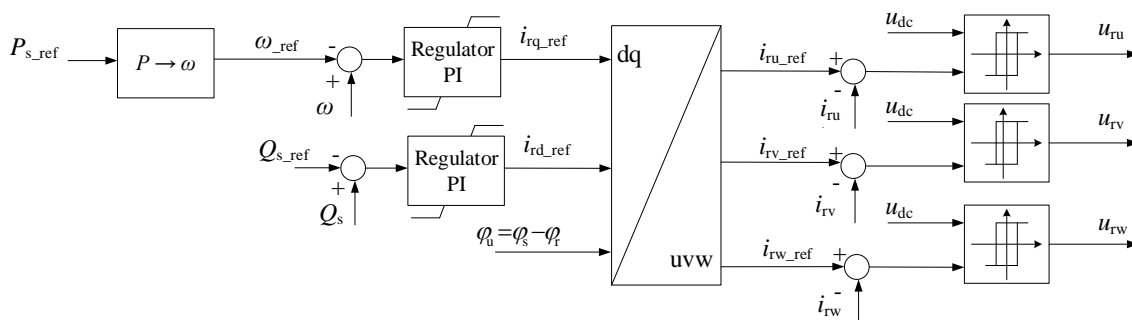 P_s_ref
P → ω
ω_ref
-
+
ω
Regulator
PI
i_rq_ref
Q_s_ref
-
+
Q_s
Regulator
PI
i_rd_ref
φ_u=φ_s−φ_r
dq
uvw
i_ru_ref
+
-
i_ru
u_dc
u_ru
i_rv_ref
+
-
i_rv
u_dc
u_rv
i_rw_ref
+
-
i_rw
u_dc
u_rw